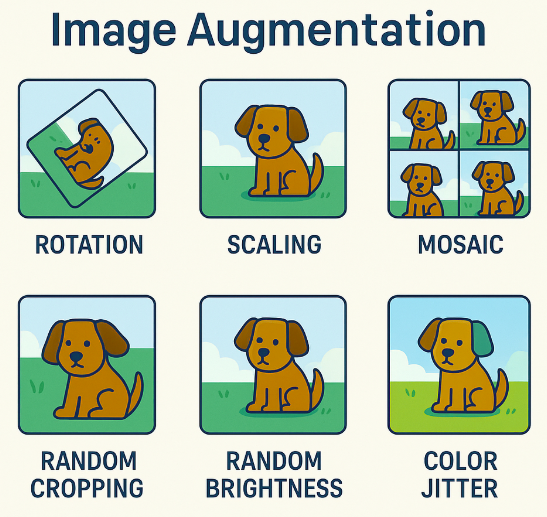 Image Augmentation
ROTATION
SCALING
MOSAIC
RANDOM
CROPPING
RANDOM
BRIGHTNESS
COLOR
JITTER